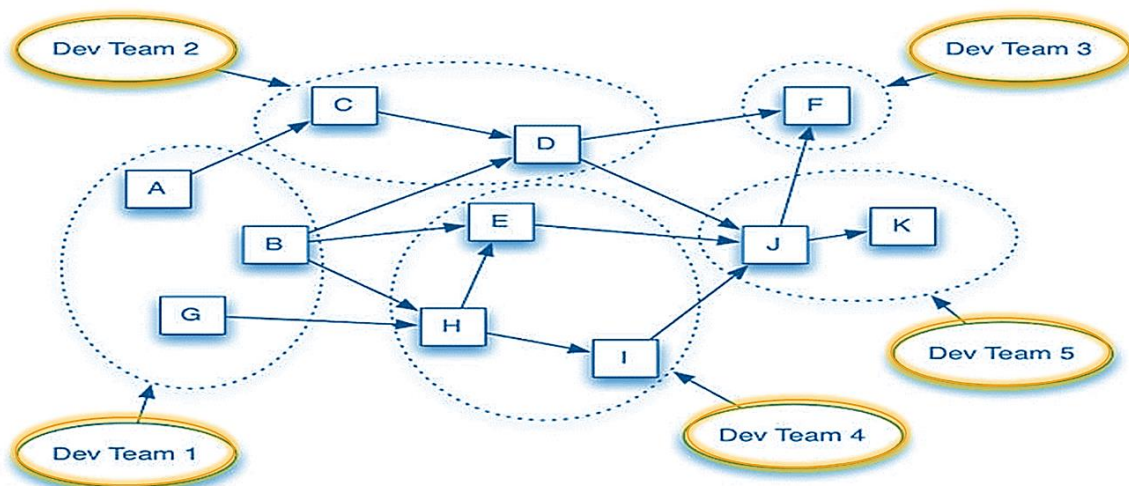 Dev Team 2
Dev Team 3
C
F
D
A
E
K
B
J
G
H
I
Dev Team 5
Dev Team 4
Dev Team 1